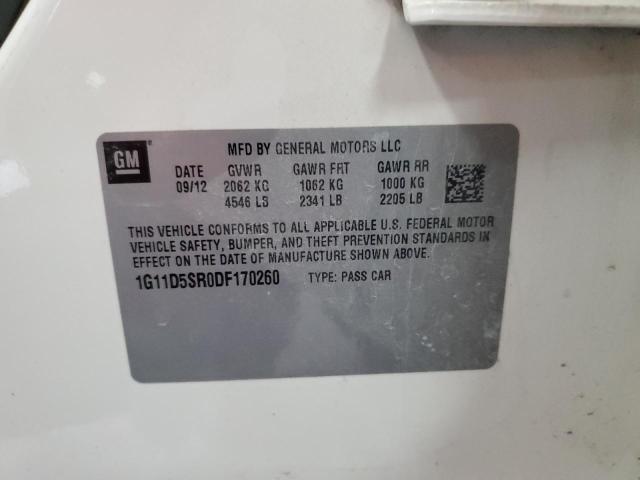 GM
MFD BY GENERAL MOTORS LLC
DATE GVWR GAWR FRT GAWR RR
09/12 2062 KG 1062 KG 1000 KG
4546 LB 2341 LB 2205 LB
THIS VEHICLE CONFORMS TO ALL APPLICABLE U.S. FEDERAL MOTOR
VEHICLE SAFETY, BUMPER, AND THEFT PREVENTION STANDARDS IN
EFFECT ON THE DATE OF MANUFACTURE SHOWN ABOVE.
1G11D5SR0DF170260 TYPE: PASS CAR